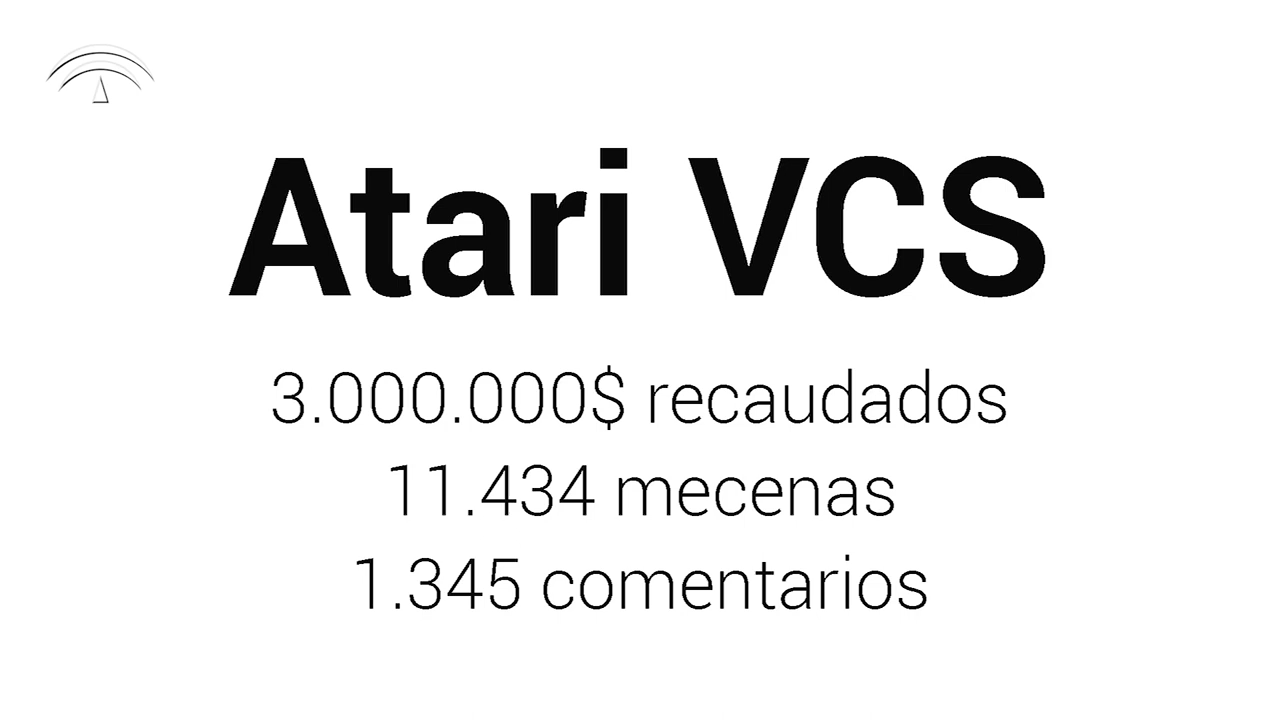 Atari VCS
3.000.000$ recaudados
11.434 mecenas
1.345 comentarios